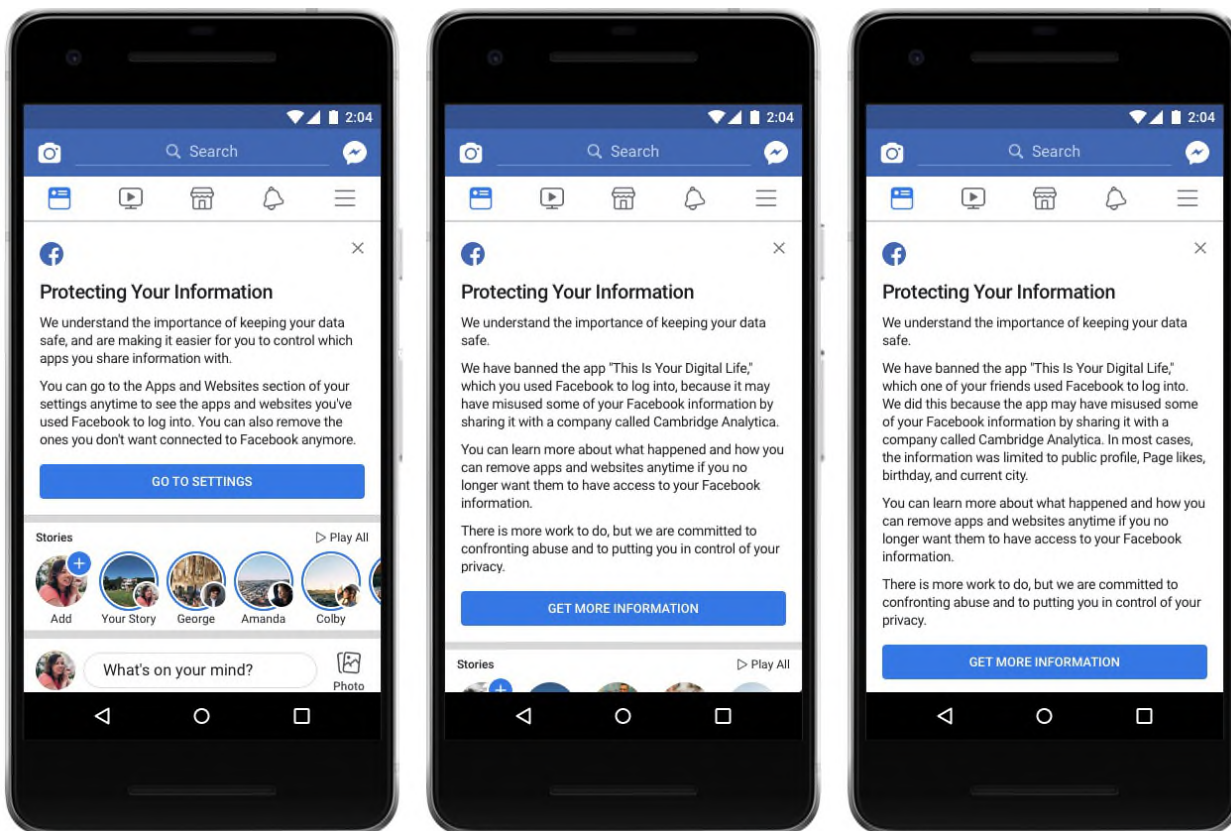 2:04
Search
Protecting Your Information
We understand the importance of keeping your data
safe, and are making it easier for you to control which
apps you share information with.
You can go to the Apps and Websites section of your
settings anytime to see the apps and websites you've
used Facebook to log into. You can also remove the
ones you don't want connected to Facebook anymore.
GO TO SETTINGS
Stories
Play All
Add
Your Story
George
Amanda
Colby
What's on your mind?
Photo
2:04
Search
Protecting Your Information
We understand the importance of keeping your data
safe.
We have banned the app "This Is Your Digital Life,"
which you used Facebook to log into, because it may
have misused some of your Facebook information by
sharing it with a company called Cambridge Analytica.
You can learn more about what happened and how you
can remove apps and websites anytime if you no
longer want them to have access to your Facebook
information.
There is more work to do, but we are committed to
confronting abuse and to putting you in control of your
privacy.
GET MORE INFORMATION
Stories
Play All
2:04
Search
Protecting Your Information
We understand the importance of keeping your data
safe.
We have banned the app "This Is Your Digital Life,"
which one of your friends used Facebook to log into.
We did this because the app may have misused some
of your Facebook information by sharing it with a
company called Cambridge Analytica. In most cases,
the information was limited to public profile, Page likes,
birthday, and current city.
You can learn more about what happened and how you
can remove apps and websites anytime if you no
longer want them to have access to your Facebook
information.
There is more work to do, but we are committed to
confronting abuse and to putting you in control of your
privacy.
GET MORE INFORMATION